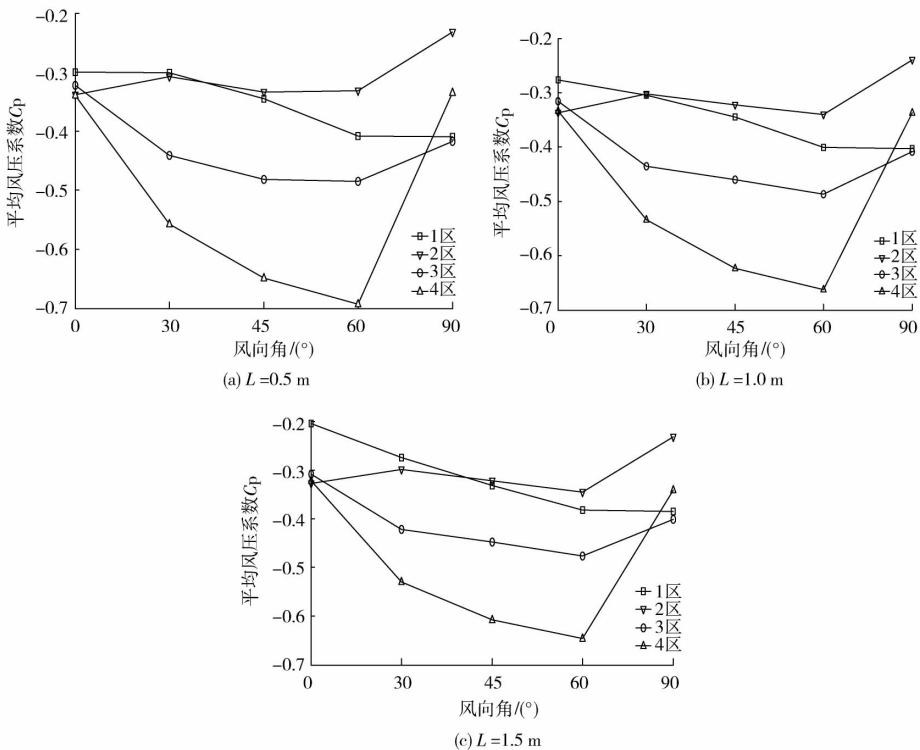 平均风压系数Cp
-0.2
-0.3
-0.4
-0.5
-0.6
-0.7
0 30 45 60 90
1区
2区
3区
4区
风向角/(°)
(a) L =0.5 m
平均风压系数Cp
-0.2
-0.3
-0.4
-0.5
-0.6
-0.7
0 30 45 60 90
1区
2区
3区
4区
风向角/(°)
(b) L =1.0 m
平均风压系数Cp
-0.2
-0.3
-0.4
-0.5
-0.6
-0.7
0 30 45 60 90
1区
2区
3区
4区
风向角/(°)
(c) L =1.5 m